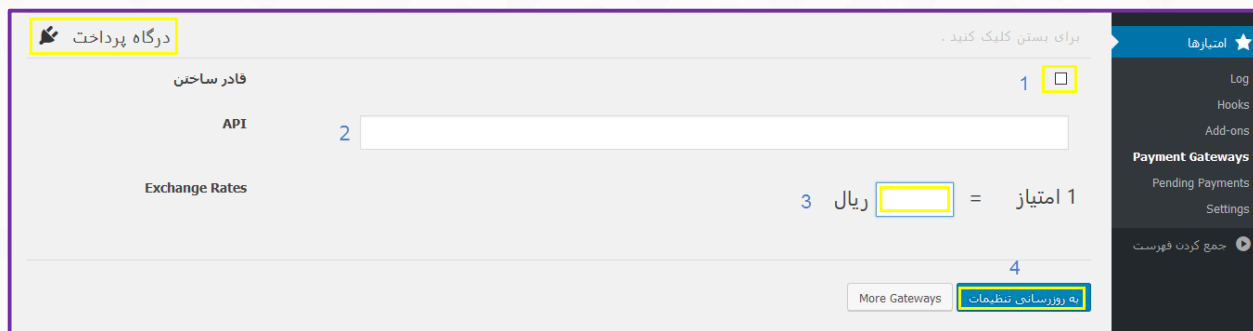 امتیازها
Log
Hooks
Add-ons
Payment Gateways
Pending Payments
Settings
جمع کردن فهرست
برای بستن کلیک کنید .
درگاه پرداخت
1
قادر ساختن
2
API
1 امتیاز = ریال 3
Exchange Rates
4
به روزرسانی تنظیمات
More Gateways